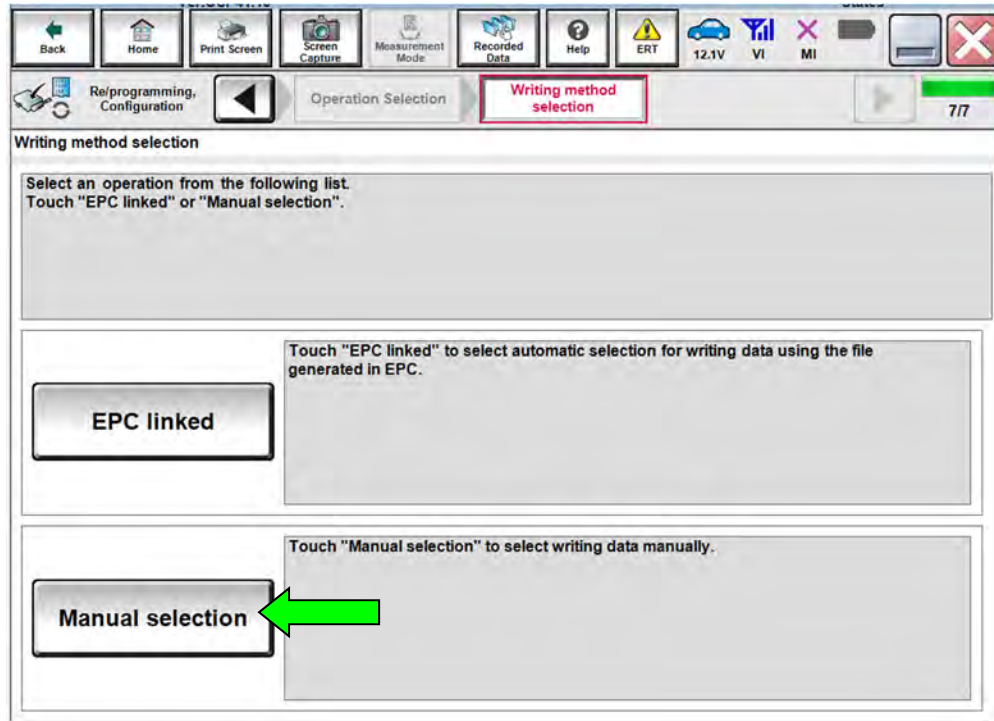 Back
Home
Print Screen
Screen
Capture
Measurement
Mode
Recorded
Data
Help
ERT
12.1V
VI
MI
Re/programming,
Configuration
Operation Selection
Writing method
selection
7/7
Writing method selection
Select an operation from the following list.
Touch "EPC linked" or "Manual selection".
EPC linked
Touch "EPC linked" to select automatic selection for writing data using the file
generated in EPC.
Manual selection
Touch "Manual selection" to select writing data manually.